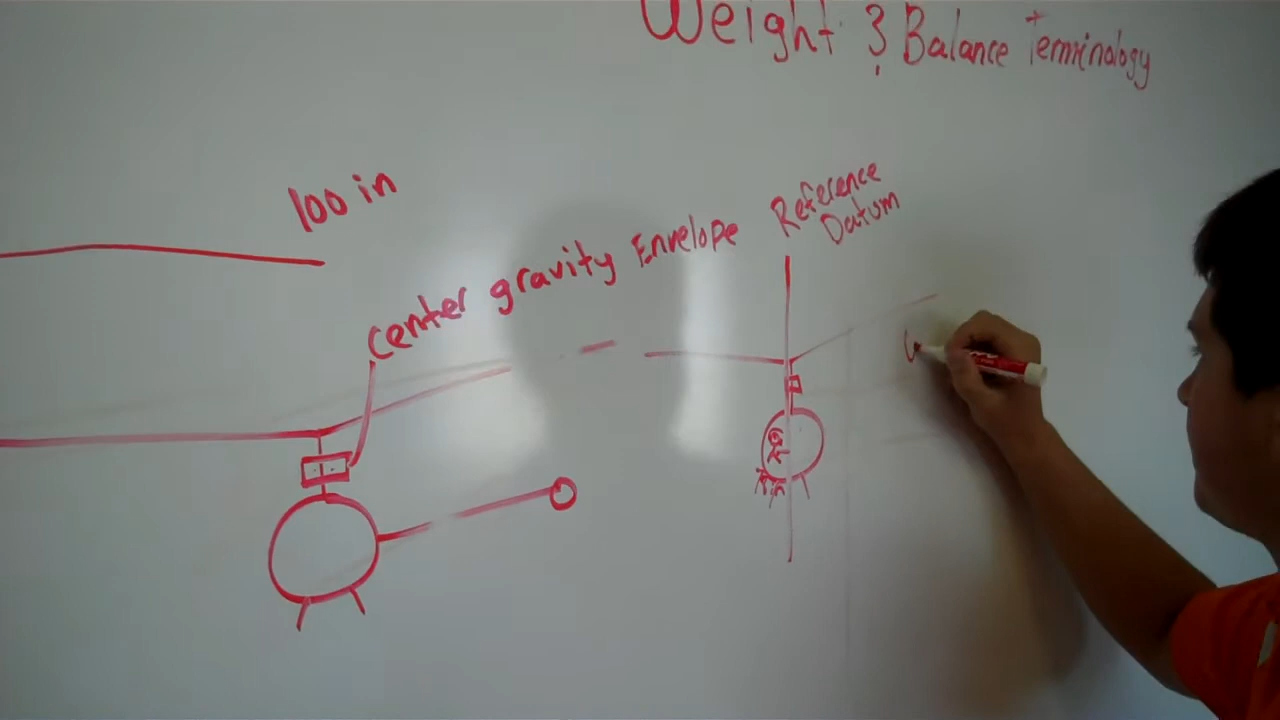 Weight & Balance Terminology
100 in
Center gravity Envelope
Reference
Datum